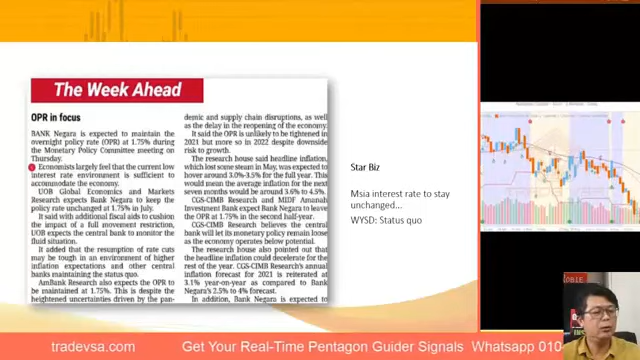 The Week Ahead
OPR in focus
BANK Negara is expected to maintain the
overnight policy rate (OPR) at 1.75% during
the Monetary Policy Committee meeting on
Thursday.
Economists largely feel that the current low
interest rate environment is sufficient to
accommodate the economy.
UOB Global Economics and Markets
Research expects Bank Negara to keep the
policy rate unchanged at 1.75% in July.
It said with additional fiscal aids to cushion
the impact of a full movement restriction,
UOB expects the central bank to monitor the
fluid situation.
It added that the resumption of rate cuts
may be tough in an environment of higher
inflation expectations and other central
banks maintaining the status quo.
AmBank Research also expects the OPR to
be maintained at 1.75%. This is despite the
heightened uncertainties driven by the pan-
demic and supply chain disruptions, as well
as the delay in the reopening of the economy.
It said the OPR is unlikely to be tightened in
2021 but more so in 2022 despite downside
risk to growth.
The research house said headline inflation,
which lost some steam in May, was expected to
hover around 3.0%-3.5% for the full year. This
would mean the average inflation for the next
seven months would be around 3.6% to 4.5%.
CGS-CIMB Research and MIDF Amanah
Investment Bank expect Bank Negara to leave
the OPR at 1.75% in the second half-year.
CGS-CIMB Research believes the central
bank will let its monetary policy remain loose
as the economy operates below potential.
The research house also pointed out that
the headline inflation could decelerate for the
rest of the year. CGS-CIMB Research's annual
inflation forecast for 2021 is reiterated at
3.1% year-on-year as compared to Bank
Negara's 2.5% to 4% forecast.
In addition, Bank Negara is expected to
Star Biz
Msia interest rate to stay
unchanged...
WYSD: Status quo
tradevsa.com
Get Your Real-Time Pentagon Guider Signals Whatsapp 010-